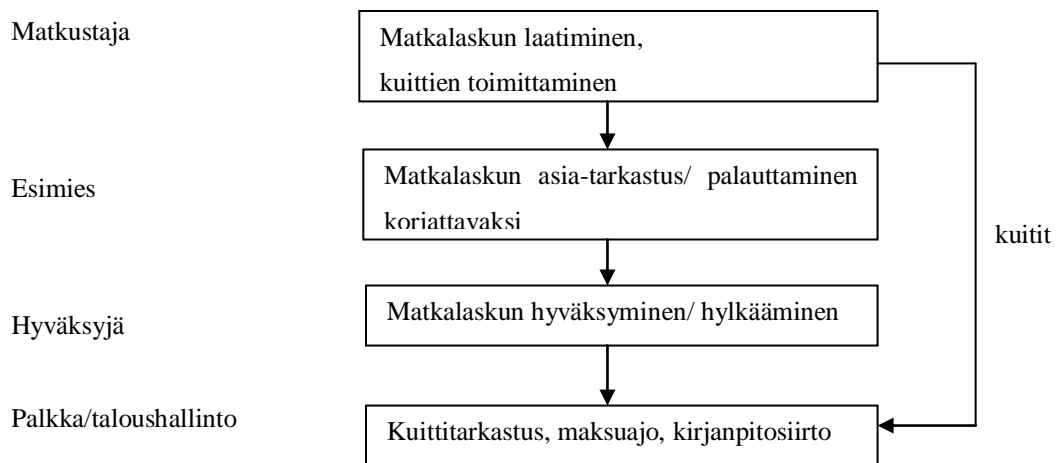 Matkustaja
Matkalaskun laatiminen,
kuittien toimittaminen
Esimies
Matkalaskun asia-tarkastus/ palauttaminen
korjattavaksi
kuitit
Hyväksyjä
Matkalaskun hyväksyminen/ hylkääminen
Palkka/taloushallinto
Kuittitarkastus, maksuajo, kirjanpitosiirto